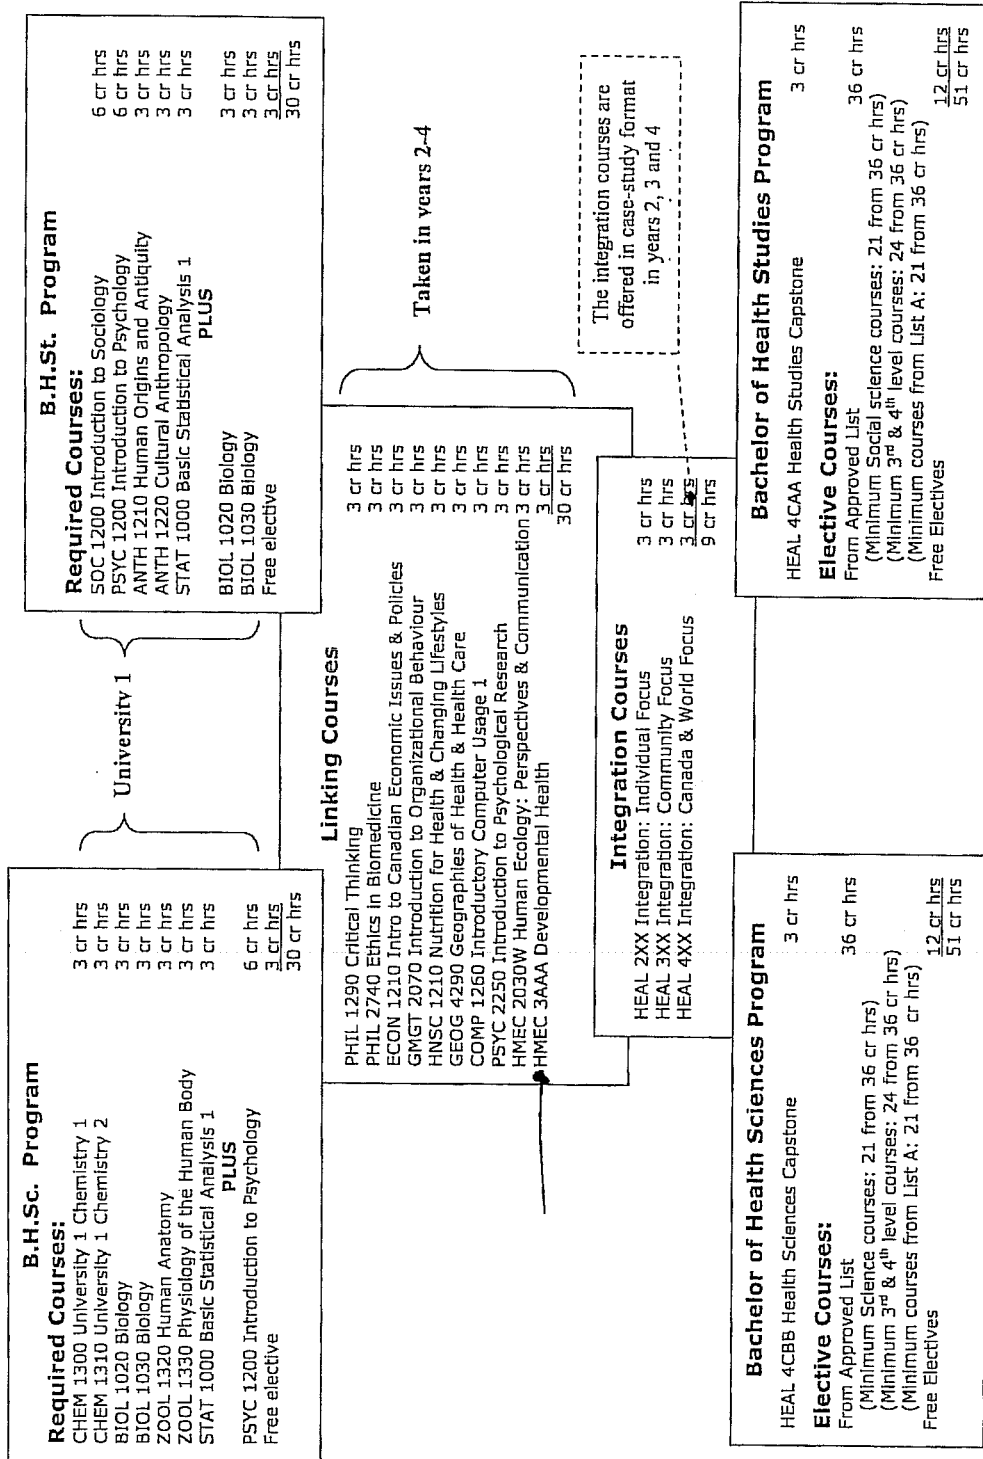 B.H.Sc. Program
Required Courses:
CHEM 1300 University 1 Chemistry 1 3 cr hrs
CHEM 1310 University 1 Chemistry 2 3 cr hrs
BIOL 1020 Biology 3 cr hrs
BIOL 1030 Biology 3 cr hrs
ZOOL 1320 Human Anatomy 3 cr hrs
ZOOL 1330 Physiology of the Human Body 3 cr hrs
STAT 1000 Basic Statistical Analysis 1 3 cr hrs
PLUS
PSYC 1200 Introduction to Psychology 6 cr hrs
Free elective 3 cr hrs
30 cr hrs
University 1
B.H.St. Program
Required Courses:
SOC 1200 Introduction to Sociology 6 cr hrs
PSYC 1200 Introduction to Psychology 6 cr hrs
ANTH 1210 Human Origins and Antiquity 3 cr hrs
ANTH 1220 Cultural Anthropology 3 cr hrs
STAT 1000 Basic Statistical Analysis 1 3 cr hrs
PLUS
BIOL 1020 Biology 3 cr hrs
BIOL 1030 Biology 3 cr hrs
Free elective 3 cr hrs
30 cr hrs
Linking Courses
PHIL 1290 Critical Thinking 3 cr hrs
PHIL 2740 Ethics in Biomedicine 3 cr hrs
ECON 1210 Intro to Canadian Economic Issues & Policies 3 cr hrs
GMGT 2070 Introduction to Organizational Behaviour 3 cr hrs
HNSC 1210 Nutrition for Health & Changing Lifestyles 3 cr hrs
GEOG 4290 Geographies of Health & Health Care 3 cr hrs
COMP 1260 Introductory Computer Usage 1 3 cr hrs
PSYC 2250 Introduction to Psychological Research 3 cr hrs
HMEC 2030W Human Ecology: Perspectives & Communication 3 cr hrs
HMEC 3AAA Developmental Health 3 cr hrs
30 cr hrs
Taken in years 2-4
Integration Courses
HEAL 2XX Integration: Individual Focus 3 cr hrs
HEAL 3XX Integration: Community Focus 3 cr hrs
HEAL 4XX Integration: Canada & World Focus 3 cr hrs
9 cr hrs
The integration courses are
offered in case-study format
in years 2, 3 and 4
Bachelor of Health Sciences Program
HEAL 4CBB Health Sciences Capstone 3 cr hrs
Elective Courses:
From Approved List 36 cr hrs
(Minimum Science courses: 21 from 36 cr hrs)
(Minimum 3rd & 4th level courses: 24 from 36 cr hrs)
(Minimum courses from List A: 21 from 36 cr hrs)
Free Electives 12 cr hrs
51 cr hrs
Bachelor of Health Studies Program
HEAL 4CAA Health Studies Capstone 3 cr hrs
Elective Courses:
From Approved List 36 cr hrs
(Minimum Social science courses: 21 from 36 cr hrs)
(Minimum 3rd & 4th level courses: 24 from 36 cr hrs)
(Minimum courses from List A: 21 from 36 cr hrs)
Free Electives 12 cr hrs
51 cr hrs